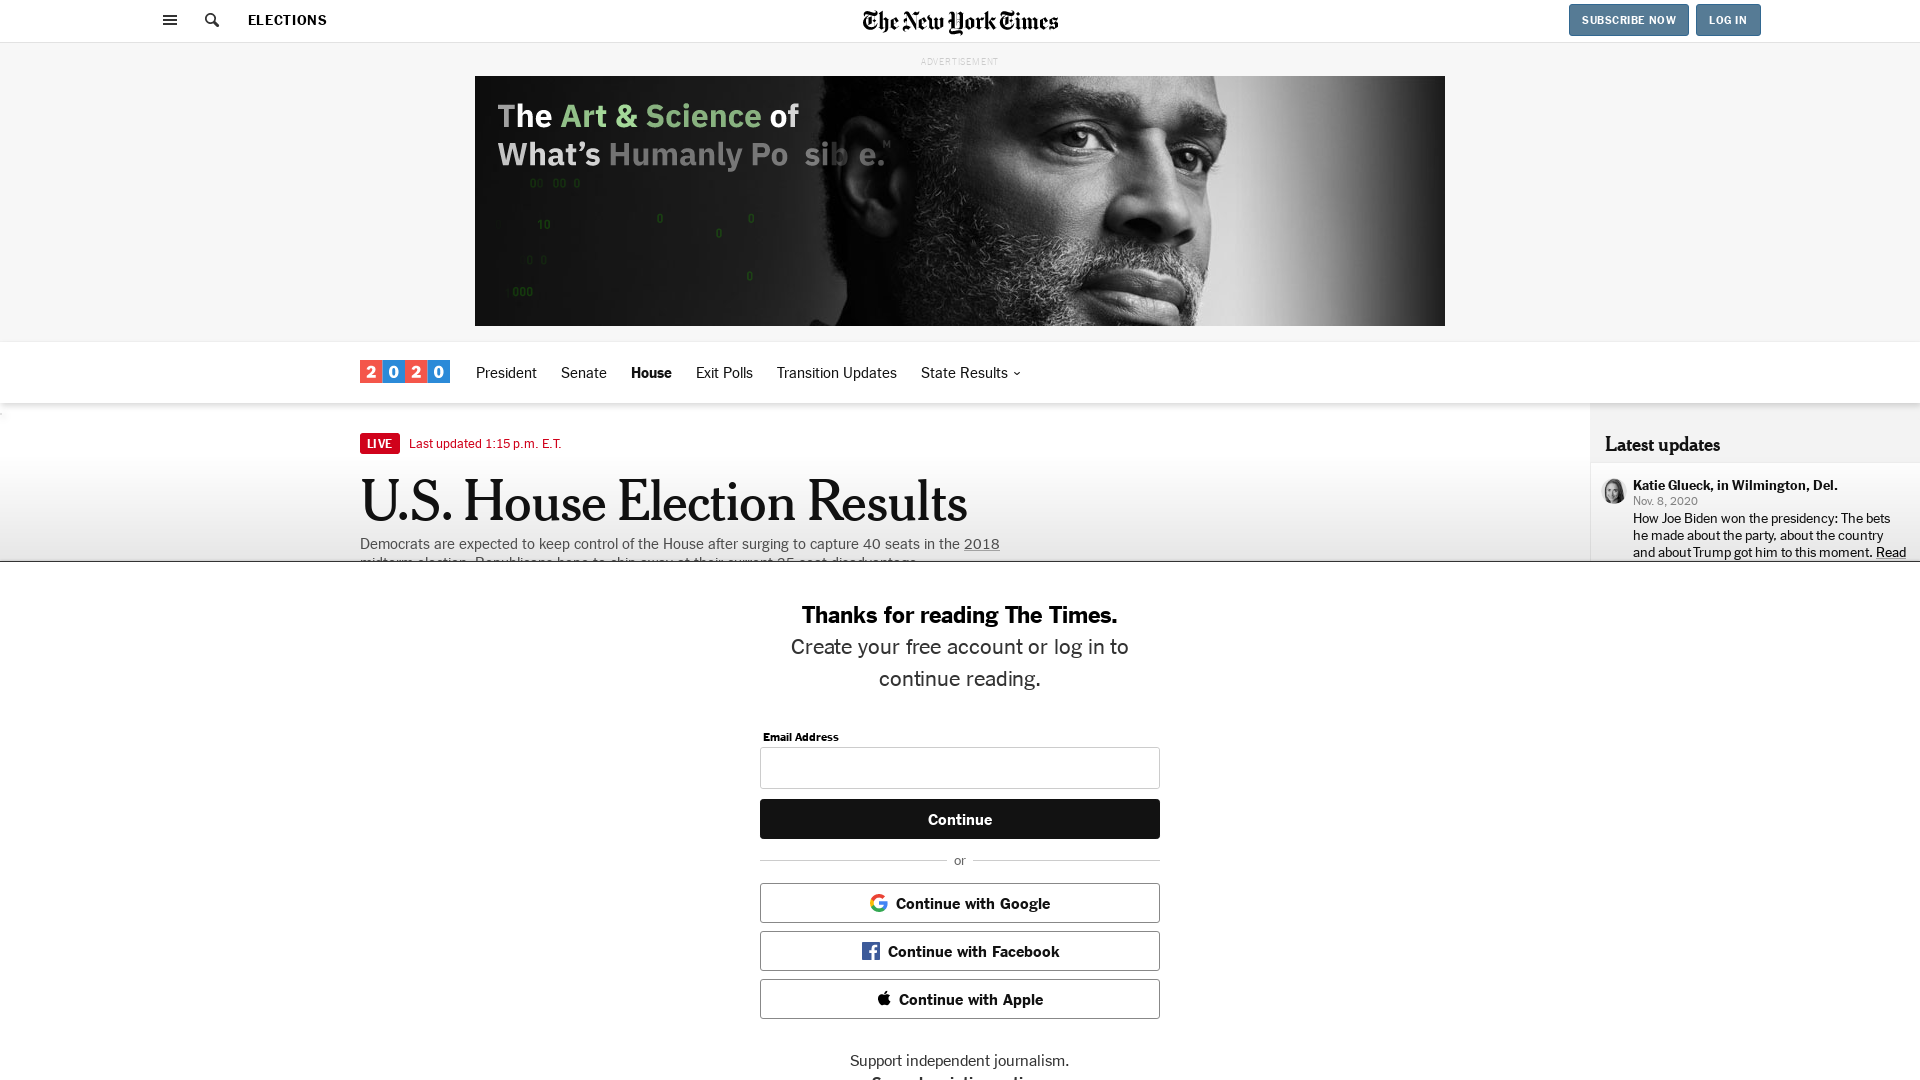 ELECTIONS
The New York Times
SUBSCRIBE NOW
LOG IN
ADVERTISEMENT
The Art & Science of
What's Humanly Po sib e.
00 00 0
10
0
0
0
0 0
0
000
2020
President
Senate
House
Exit Polls
Transition Updates
State Results
LIVE
Last updated 1:15 p.m. E.T.
U.S. House Election Results
Democrats are expected to keep control of the House after surging to capture 40 seats in the 2018
Latest updates
Katie Glueck, in Wilmington, Del.
Nov. 8, 2020
How Joe Biden won the presidency: The bets
he made about the party, about the country
and about Trump got him to this moment. Read
Thanks for reading The Times.
Create your free account or log in to
continue reading.
Email Address
Continue
or
Continue with Google
Continue with Facebook
Continue with Apple
Support independent journalism.